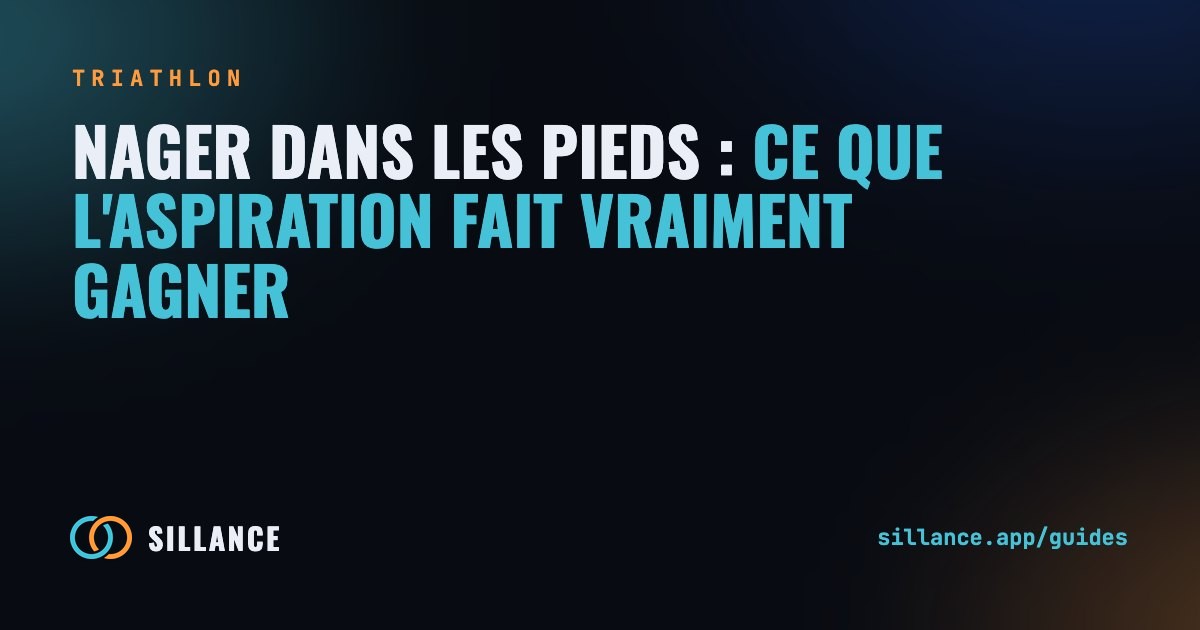 TRIATHLON
NAGER DANS LES PIEDS : CE QUE
L'ASPIRATION FAIT VRAIMENT
GAGNER
SILLANCE
sillance.app/guides